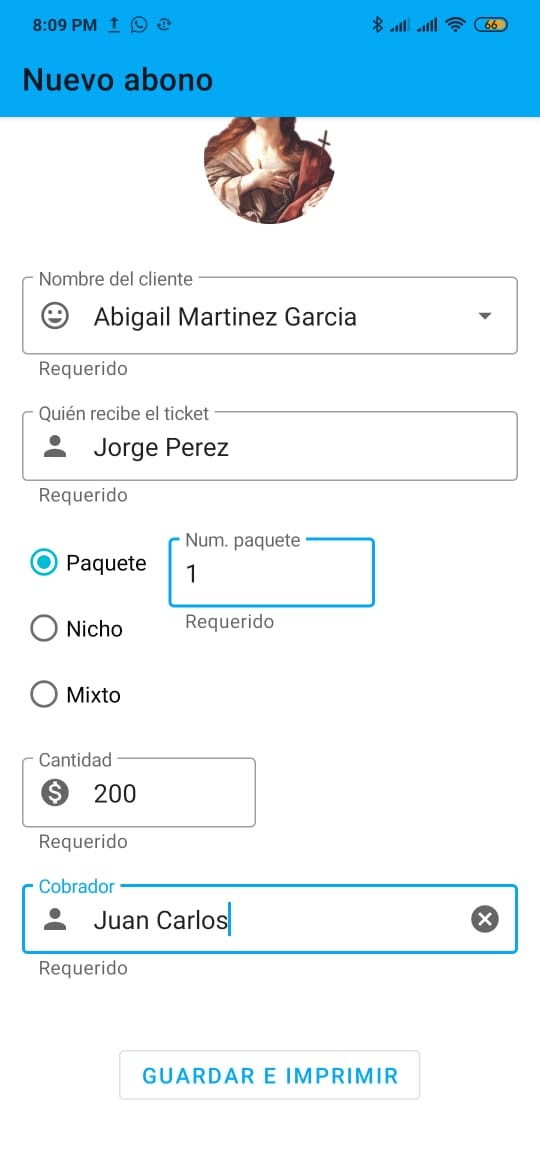 8:09 PM
66
Nuevo abono
Nombre del cliente
Abigail Martinez Garcia
Requerido
Quién recibe el ticket
Jorge Perez
Requerido
Paquete
Num. paquete
1
Requerido
Nicho
Mixto
Cantidad
$ 200
Requerido
Cobrador
Juan Carlos
Requerido
GUARDAR E IMPRIMIR